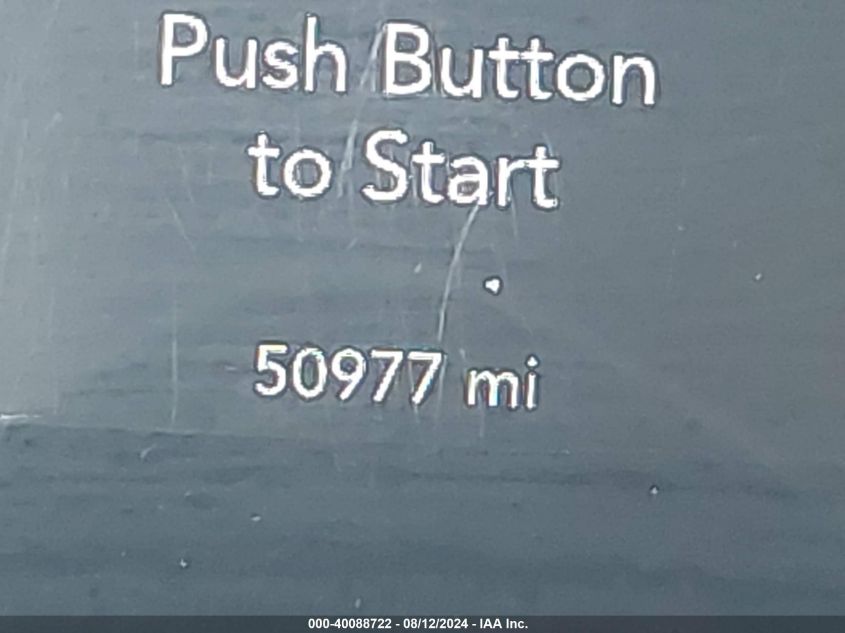 Push Button
to Start
50977 mi
000-40088722 - 08/12/2024 - IAA Inc.